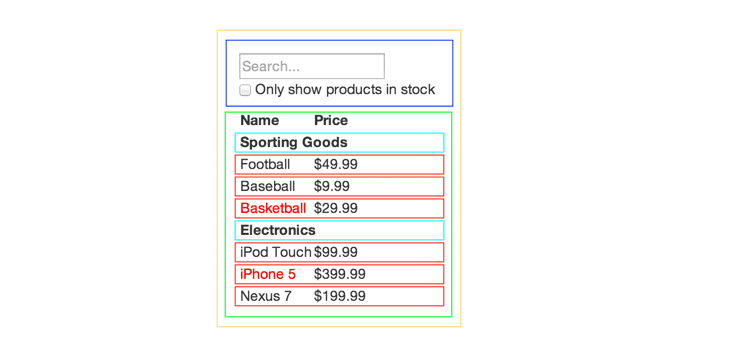 Search...
Only show products in stock
Name Price
Sporting Goods
Football $49.99
Baseball $9.99
Basketball $29.99
Electronics
iPod Touch $99.99
iPhone 5 $399.99
Nexus 7 $199.99